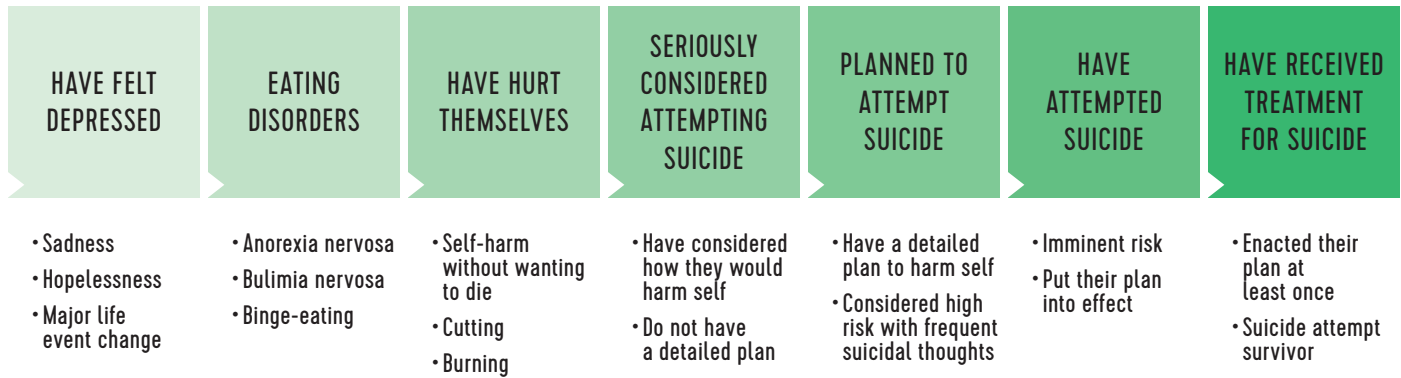 HAVE FELT
DEPRESSED
EATING
DISORDERS
HAVE HURT
THEMSELVES
SERIOUSLY
CONSIDERED
ATTEMPTING
SUICIDE
PLANNED TO
ATTEMPT
SUICIDE
HAVE
ATTEMPTED
SUICIDE
HAVE RECEIVED
TREATMENT
FOR SUICIDE
• Sadness
• Hopelessness
• Major life
event change
• Anorexia nervosa
• Bulimia nervosa
• Binge-eating
• Self-harm
without wanting
to die
• Cutting
• Burning
• Have considered
how they would
harm self
• Do not have
a detailed plan
• Have a detailed
plan to harm self
• Considered high
risk with frequent
suicidal thoughts
• Imminent risk
• Put their plan
into effect
• Enacted their
plan at
least once
• Suicide attempt
survivor